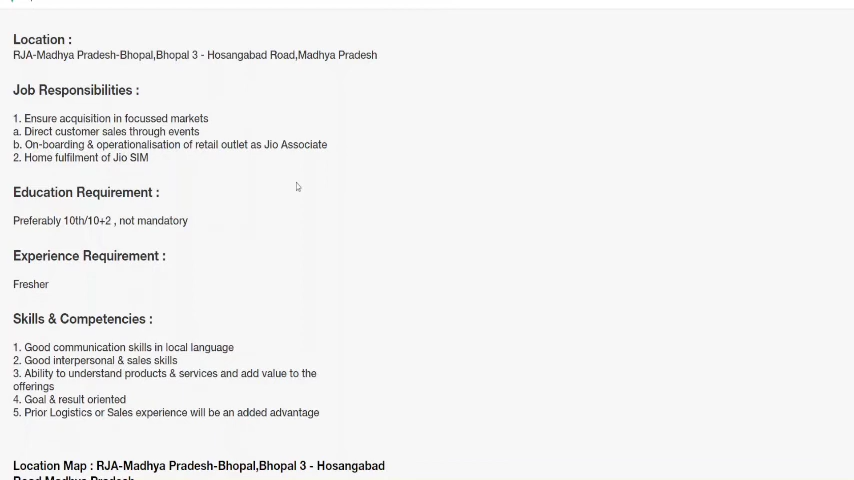 Location :
RJA-Madhya Pradesh-Bhopal,Bhopal 3 - Hosangabad Road,Madhya Pradesh
Job Responsibilities :
1. Ensure acquisition in focussed markets
a. Direct customer sales through events
b. On-boarding & operationalisation of retail outlet as Jio Associate
2. Home fulfilment of Jio SIM
Education Requirement :
Preferably 10th/10+2 , not mandatory
Experience Requirement :
Fresher
Skills & Competencies :
1. Good communication skills in local language
2. Good interpersonal & sales skills
3. Ability to understand products & services and add value to the
offerings
4. Goal & result oriented
5. Prior Logistics or Sales experience will be an added advantage
Location Map : RJA-Madhya Pradesh-Bhopal,Bhopal 3 - Hosangabad
Road,Madhya Pradesh